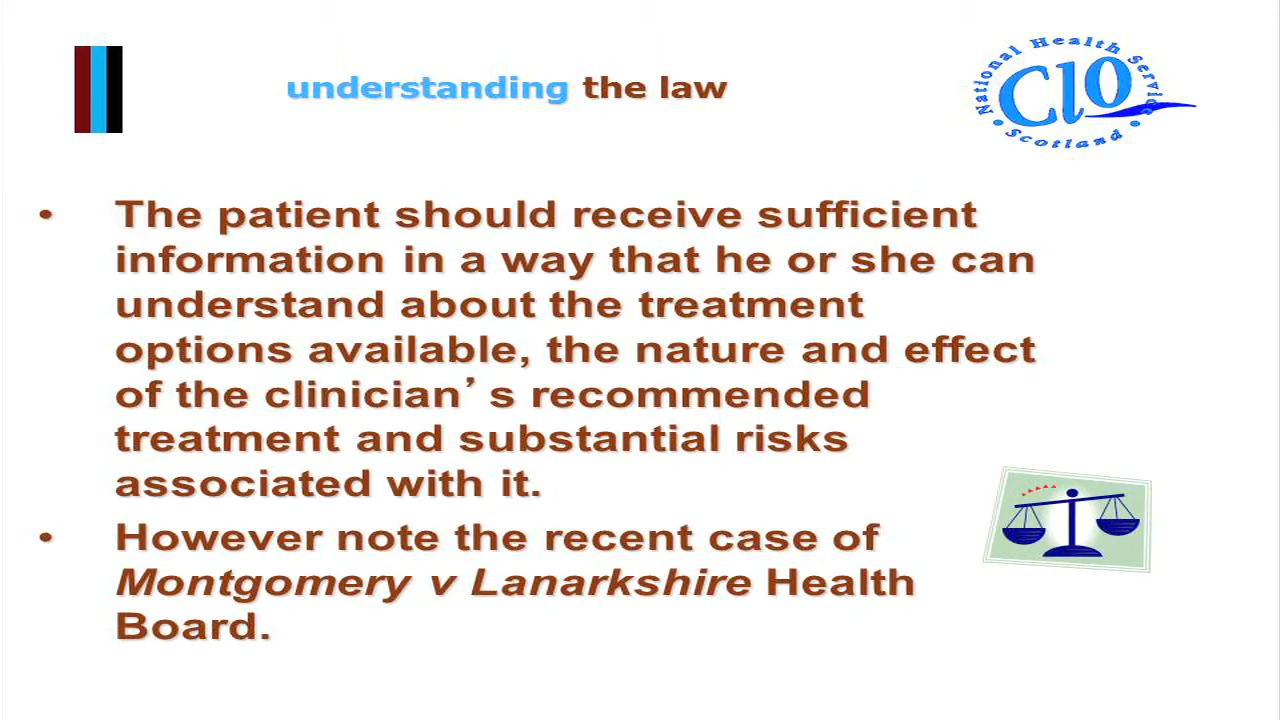 understanding the law
National Health Service
ClO
Scotland
• The patient should receive sufficient
information in a way that he or she can
understand about the treatment
options available, the nature and effect
of the clinician’s recommended
treatment and substantial risks
associated with it.
• However note the recent case of
Montgomery v Lanarkshire Health
Board.